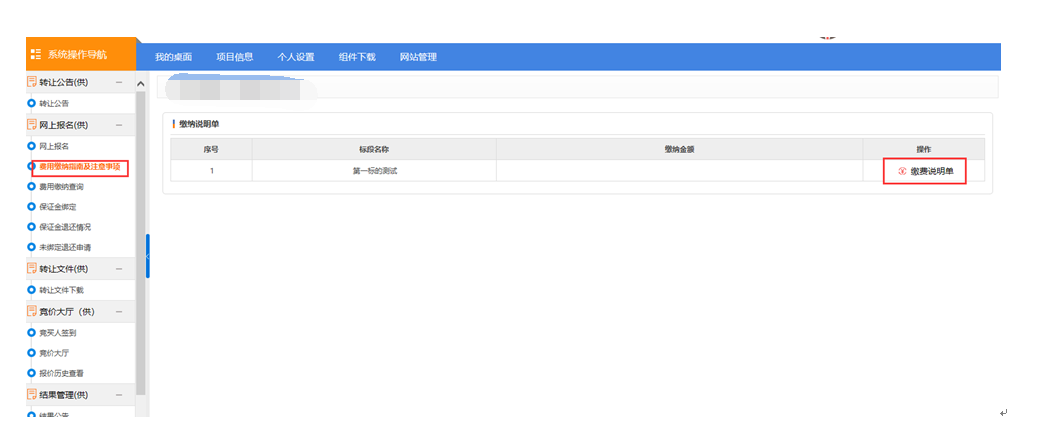 系统操作导航
我的桌面 项目信息 个人设置 组件下载 网站管理
转让公告(供)
转让公告
网上报名(供)
网上报名
费用缴纳指南及注意事项
费用缴纳查询
保证金绑定
保证金退还情况
未绑定退还申请
转让文件(供)
转让文件下载
竞价大厅（供）
竞买人签到
竞价大厅
报价历史查看
结果管理(供)
结果公告
缴纳说明单
序号 标段名称 缴纳金额 操作
1 第一标的测试 缴费说明单